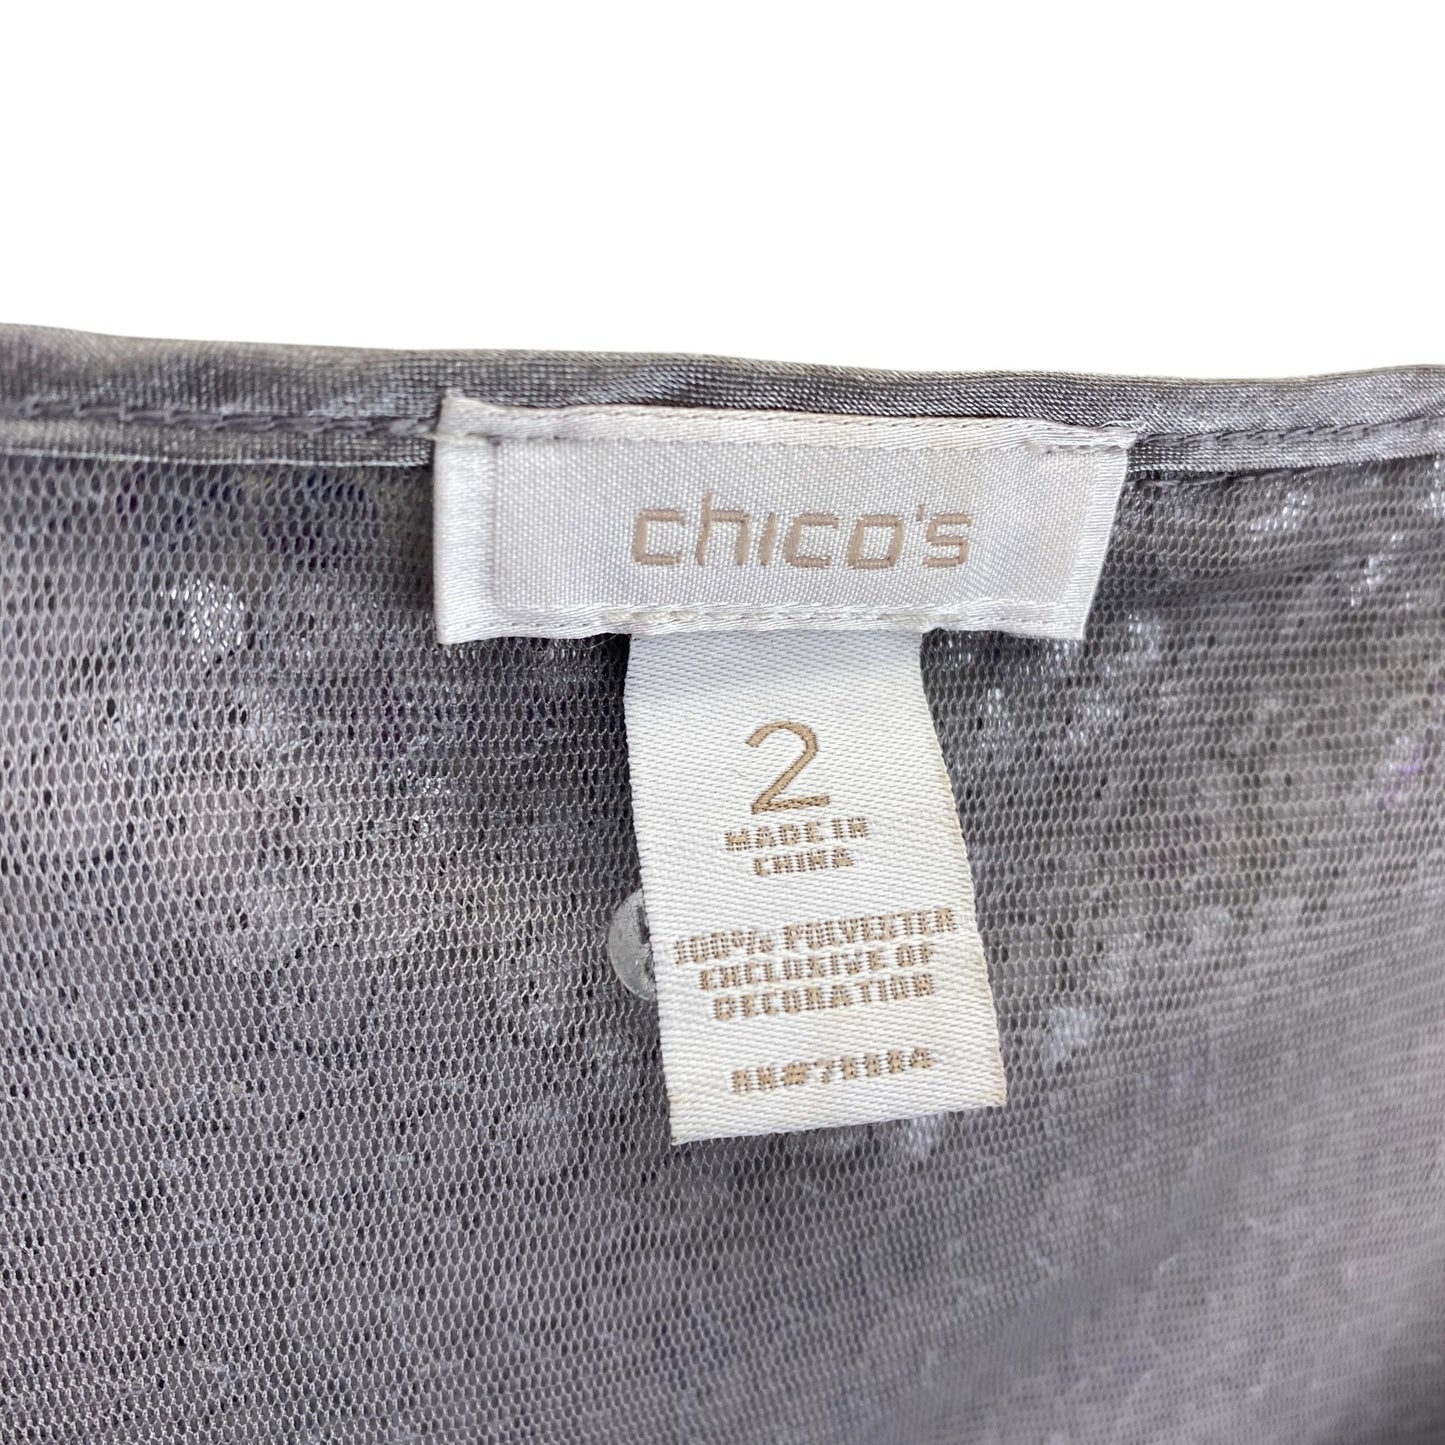 chico's
2
MADE IN
CHINA
100% POLYESTER
EXCLUSIVE OF
DECORATION